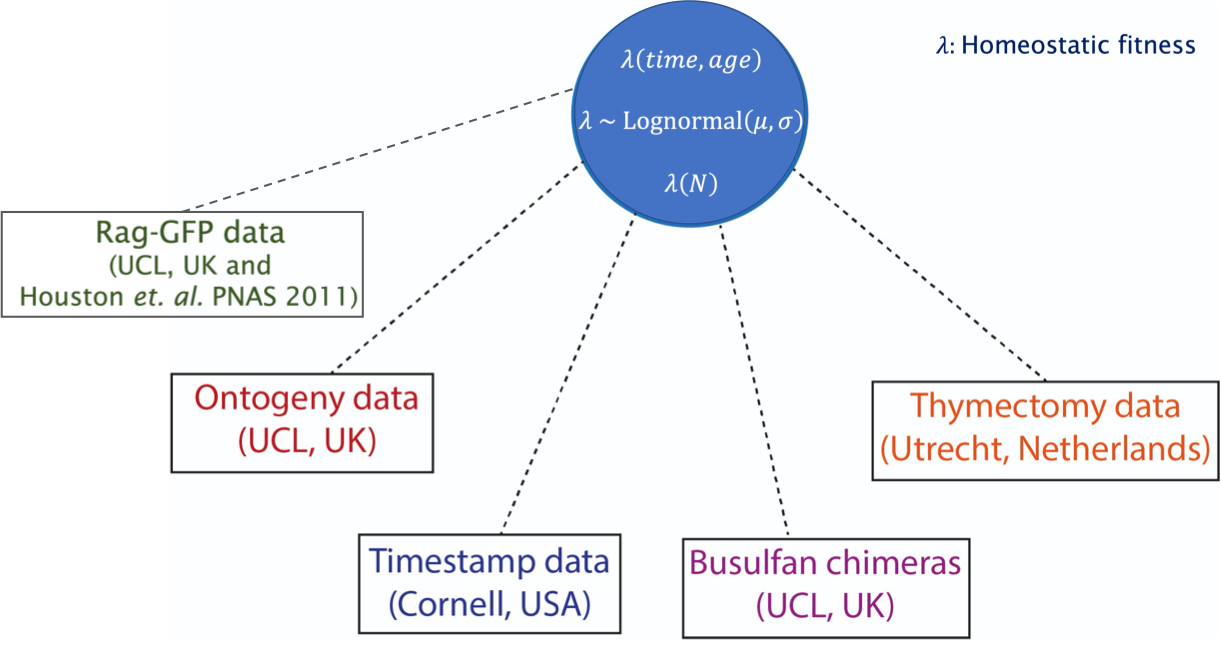 λ(time, age)
λ: Homeostatic fitness
λ ~ Lognormal(μ, σ)
λ(N)
Rag-GFP data
(UCL, UK and
Houston et. al. PNAS 2011)
Ontogeny data
(UCL, UK)
Thymectomy data
(Utrecht, Netherlands)
Timestamp data
(Cornell, USA)
Busulfan chimeras
(UCL, UK)